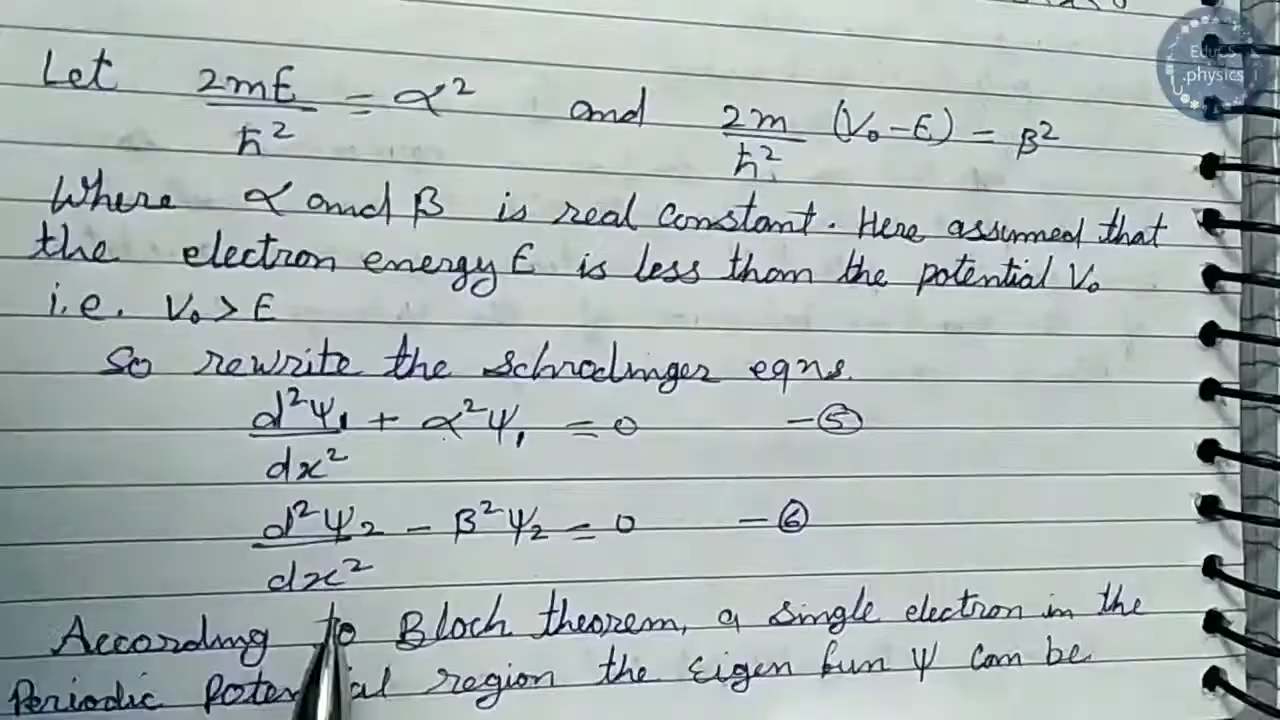 Let 2mE/ħ² = α² and 2m/ħ² (V₀ - E) = β²
Where α and β is real constant. Here assumed that
the electron energy E is less than the potential V₀
i.e. V₀ > E
So rewrite the schrodinger eqns.
d²ψ₁/dx² + α²ψ₁ = 0 - ⑤
d²ψ₂/dx² - β²ψ₂ = 0 - ⑥
According to Bloch theorem, a single electron in the
Periodic Potential region the Eigen fun ψ can be
EduCS
.physics